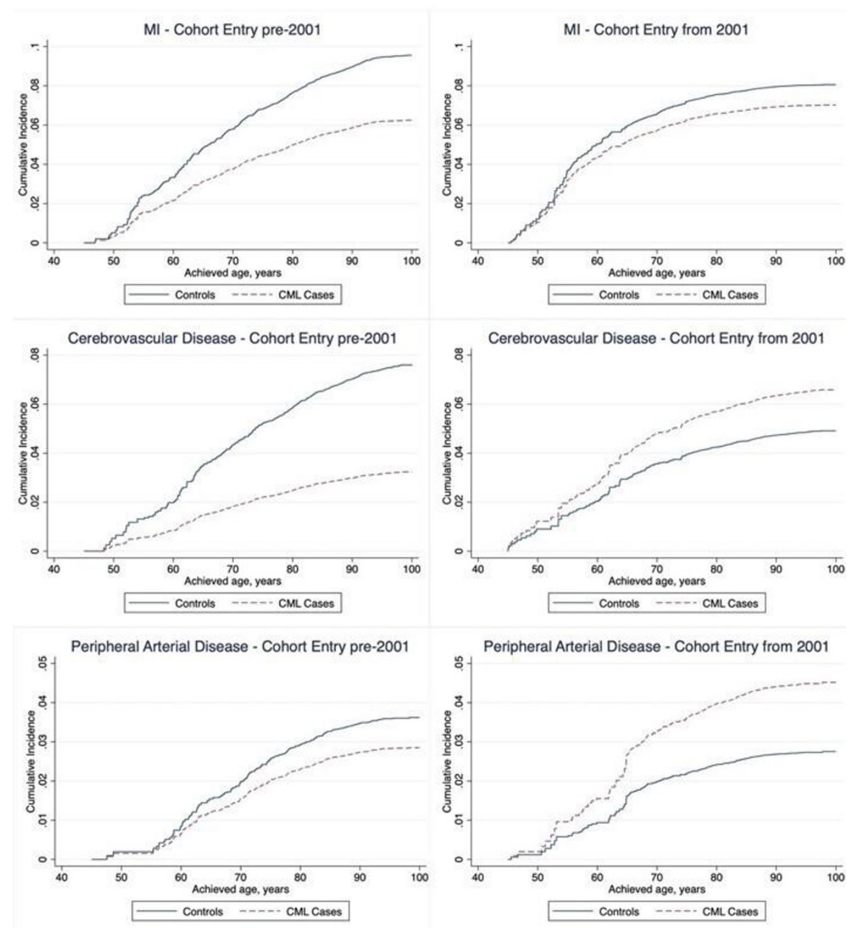 MI - Cohort Entry pre-2001
Cumulative Incidence
0 .02 .04 .06 .08 .1
40 50 60 70 80 90 100
Achieved age, years
Controls CML Cases
MI - Cohort Entry from 2001
Cumulative Incidence
0 .02 .04 .06 .08 .1
40 50 60 70 80 90 100
Achieved age, years
Controls CML Cases
Cerebrovascular Disease - Cohort Entry pre-2001
Cumulative Incidence
0 .02 .04 .06 .08
40 50 60 70 80 90 100
Achieved age, years
Controls CML Cases
Cerebrovascular Disease - Cohort Entry from 2001
Cumulative Incidence
0 .02 .04 .06 .08
40 50 60 70 80 90 100
Achieved age, years
Controls CML Cases
Peripheral Arterial Disease - Cohort Entry pre-2001
Cumulative Incidence
0 .01 .02 .03 .04 .05
40 50 60 70 80 90 100
Achieved age, years
Controls CML Cases
Peripheral Arterial Disease - Cohort Entry from 2001
Cumulative Incidence
0 .01 .02 .03 .04 .05
40 50 60 70 80 90 100
Achieved age, years
Controls CML Cases